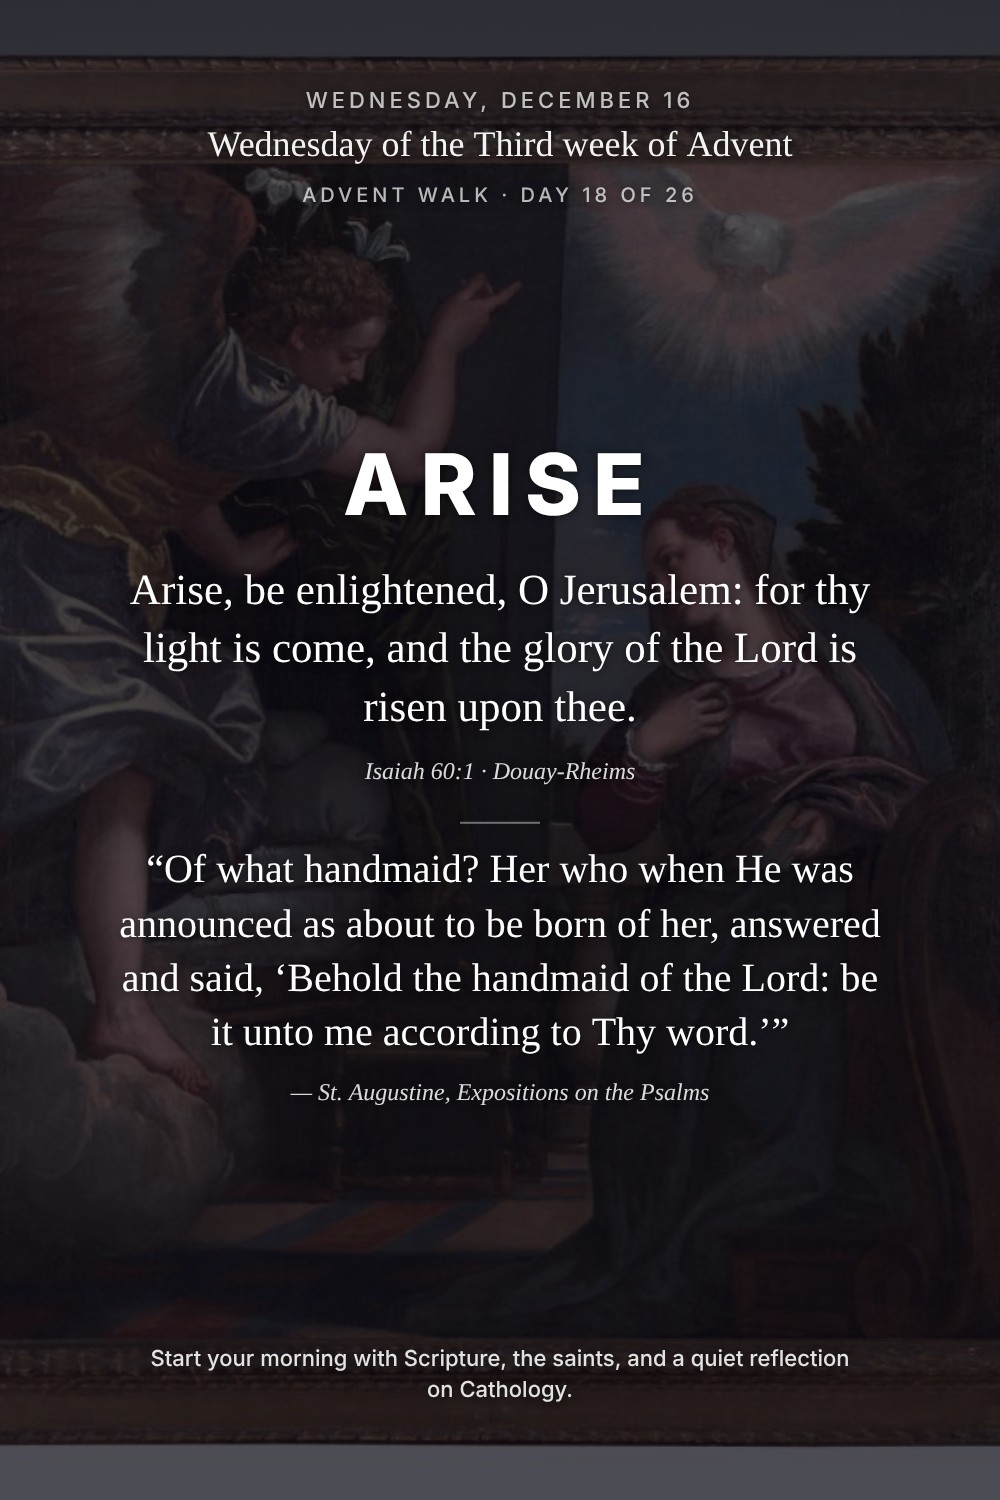 WEDNESDAY, DECEMBER 16
Wednesday of the Third week of Advent
ADVENT WALK · DAY 18 OF 26
ARISE
Arise, be enlightened, O Jerusalem: for thy
light is come, and the glory of the Lord is
risen upon thee.
Isaiah 60:1 · Douay-Rheims
“Of what handmaid? Her who when He was
announced as about to be born of her, answered
and said, ‘Behold the handmaid of the Lord: be
it unto me according to Thy word.’”
— St. Augustine, Expositions on the Psalms
Start your morning with Scripture, the saints, and a quiet reflection
on Cathology.